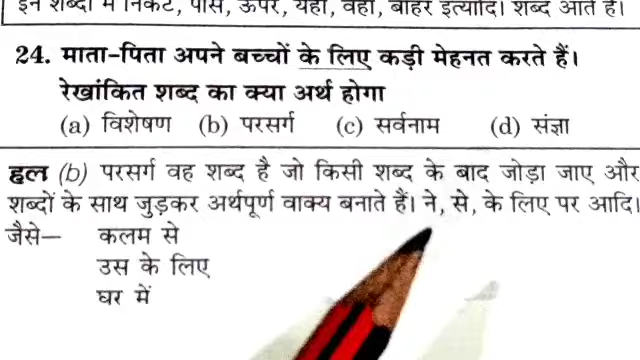 इन शब्दों में निकट, पास, ऊपर, यहाँ, वहाँ, बाहर इत्यादि। शब्द आते हैं।
24. माता-पिता अपने बच्चों के लिए कड़ी मेहनत करते हैं।
रेखांकित शब्द का क्या अर्थ होगा
(a) विशेषण (b) परसर्ग (c) सर्वनाम (d) संज्ञा
हल (b) परसर्ग वह शब्द है जो किसी शब्द के बाद जोड़ा जाए और
शब्दों के साथ जुड़कर अर्थपूर्ण वाक्य बनाते हैं। ने, से, के लिए पर आदि।
जैसे— कलम से
उस के लिए
घर में